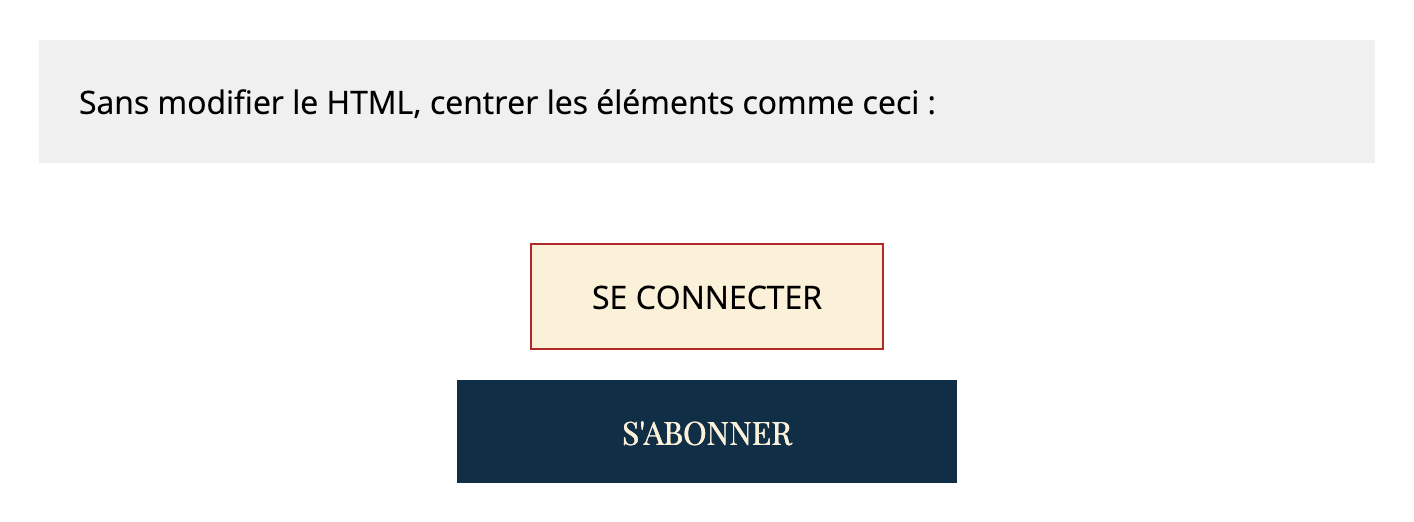 Sans modifier le HTML, centrer les éléments comme ceci :
SE CONNECTER
S'ABONNER